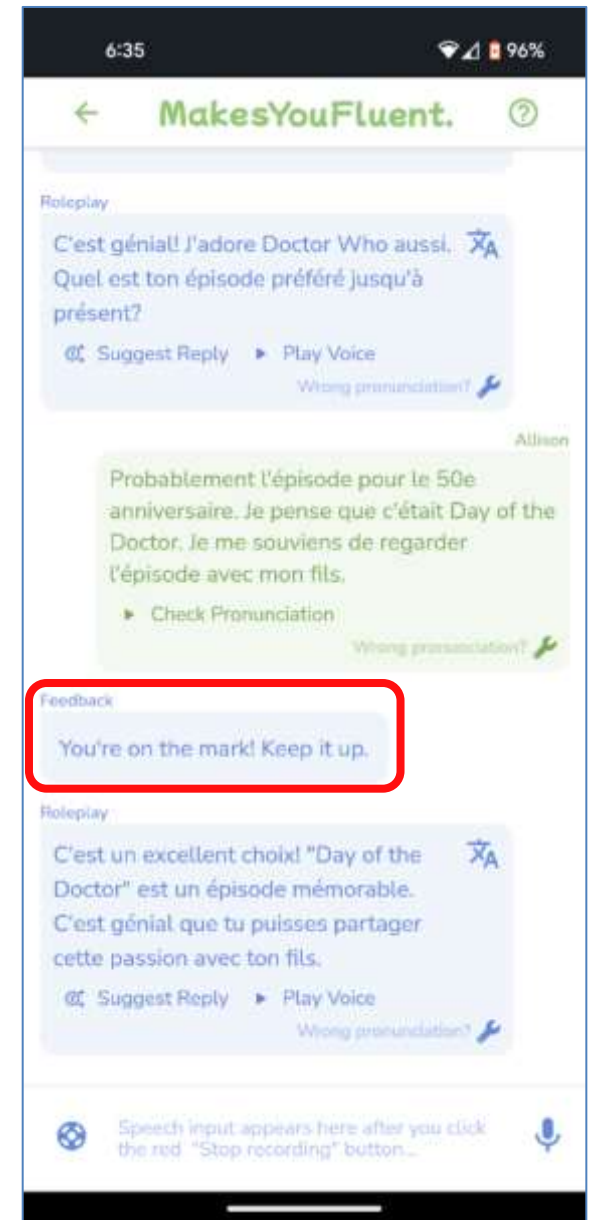 6:35
96%
MakesYouFluent.
Roleplay
C'est génial! J'adore Doctor Who aussi.
Quel est ton épisode préféré jusqu'à
présent?
Suggest Reply
Play Voice
Wrong pronunciation?
Allison
Probablement l'épisode pour le 50e
anniversaire. Je pense que c'était Day of the
Doctor. Je me souviens de regarder
l'épisode avec mon fils.
Check Pronunciation
Wrong pronunciation?
Feedback
You're on the mark! Keep it up.
Roleplay
C'est un excellent choix! "Day of the
Doctor" est un épisode mémorable.
C'est génial que tu puisses partager
cette passion avec ton fils.
Suggest Reply
Play Voice
Wrong pronunciation?
Speech input appears here after you click
the red "Stop recording" button...